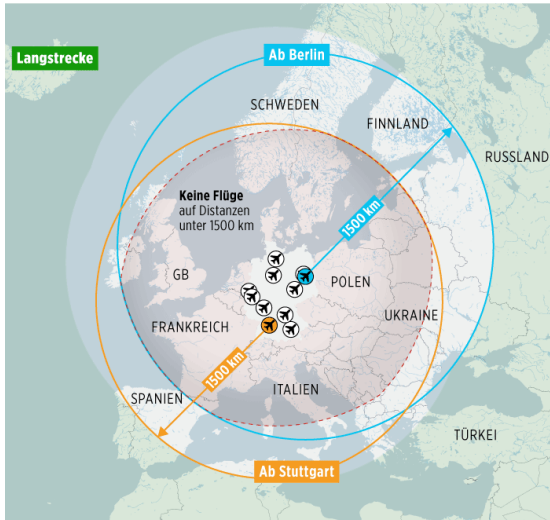 Langstrecke
Ab Berlin
SCHWEDEN
FINNLAND
RUSSLAND
Keine Flüge
auf Distanzen
unter 1500 km
1500 km
GB
POLEN
UKRAINE
FRANKREICH
1500 km
SPANIEN
ITALIEN
TÜRKEI
Ab Stuttgart